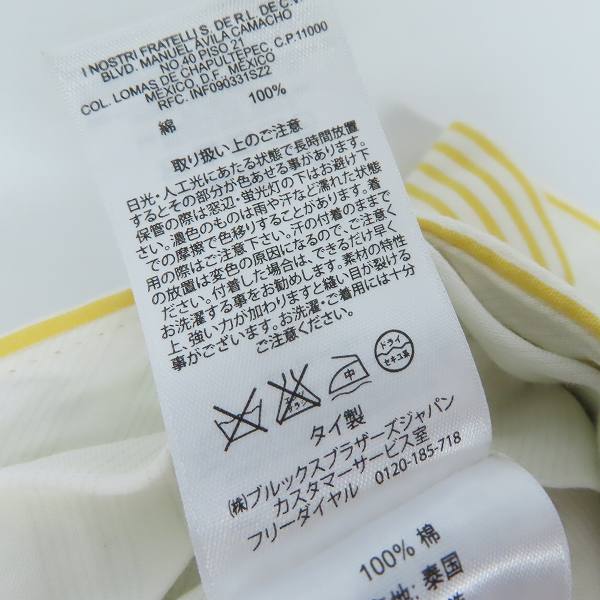 I NOSTRI FRATELLI S. DE R.L. DE C.V.
BLVD. MANUEL AVILA CAMACHO
NO 40 PISO 21
COL. LOMAS DE CHAPULTEPEC, C.P.11000
MEXICO, D.F. MEXICO
RFC. INF090331SZ2
綿 100%
取り扱い上のご注意
日光・人工光にあたる状態で長時間放置
するとその部分が色あせる事があります。
保管の際は窓辺・蛍光灯の下はお避け下
さい。濃色のものは雨や汗など濡れた状態
での摩擦で色移りすることがあります。着
用の際はご注意下さい。汗の付着のままで
の放置は変色の原因になるので、ご注意く
ださい。付着した場合は、できるだけ早く
お洗濯する事をお勧めします。素材の特性
上、強い力が加わりますと縫い目が裂ける
事がございます。お洗濯・ご着用には十分
ご注意ください。
エンソ
サラシ
中
ドライ
セキユ系
タイ製
(株)ブルックスブラザーズジャパン
カスタマーサービス室
フリーダイヤル 0120-185-718
100% 棉
地: 泰国